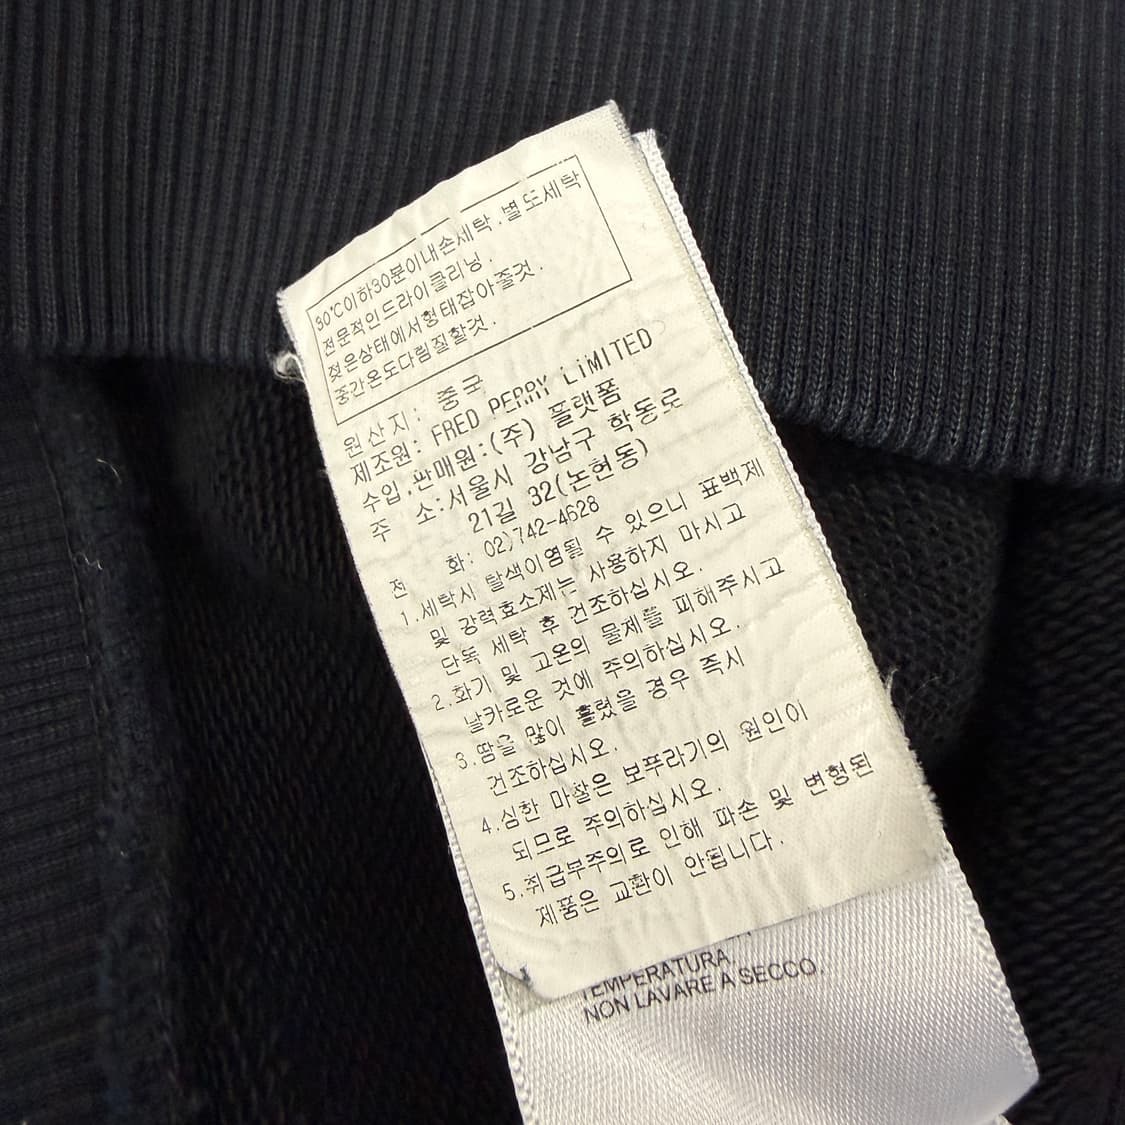 30℃이하30분이내손세탁.별도세탁
전문적인드라이클리닝.
젖은상태에서형태잡아줄것.
중간온도다림질할것.
원산지: 중국
제조원: FRED PERRY LiMITED
수입,판매원:(주) 플랫폼
주 소:서울시 강남구 학동로
21길 32(논현동)
전 화: 02)742-4628
1.세탁시 탈색이염될 수 있으니 표백제
및 강력효소제는 사용하지 마시고
단독 세탁 후 건조하십시오.
2.화기 및 고온의 물체를 피해주시고
날카로운 것에 주의하십시오.
3.땀을 많이 흘렸을 경우 즉시
건조하십시오.
4.심한 마찰은 보푸라기의 원인이
되므로 주의하십시오.
5.취급부주의로 인해 파손 및 변형된
제품은 교환이 안됩니다.
TEMPERATURA.
NON LAVARE A SECCO.